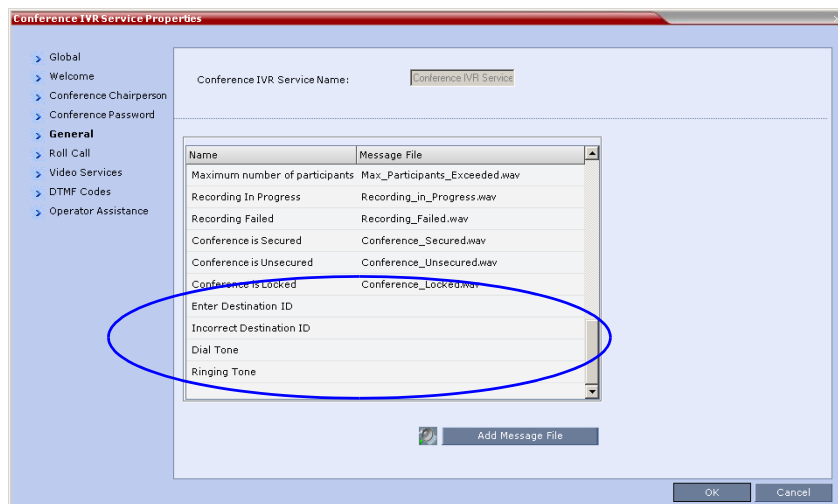 Conference IVR Service Properties
Global
Welcome
Conference Chairperson
Conference Password
General
Roll Call
Video Services
DTMF Codes
Operator Assistance
Conference IVR Service Name: Conference IVR Service
Name Message File
Maximum number of participants Max_Participants_Exceeded.wav
Recording In Progress Recording_in_Progress.wav
Recording Failed Recording_Failed.wav
Conference is Secured Conference_Secured.wav
Conference is Unsecured Conference_Unsecured.wav
Conference is Locked Conference_Locked.wav
Enter Destination ID
Incorrect Destination ID
Dial Tone
Ringing Tone
Add Message File
OK Cancel